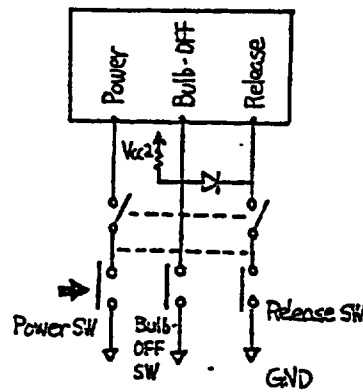 Power
Bulb-OFF
Release
Vcc2
Power SW
Bulb-
OFF
SW
Release SW
GND